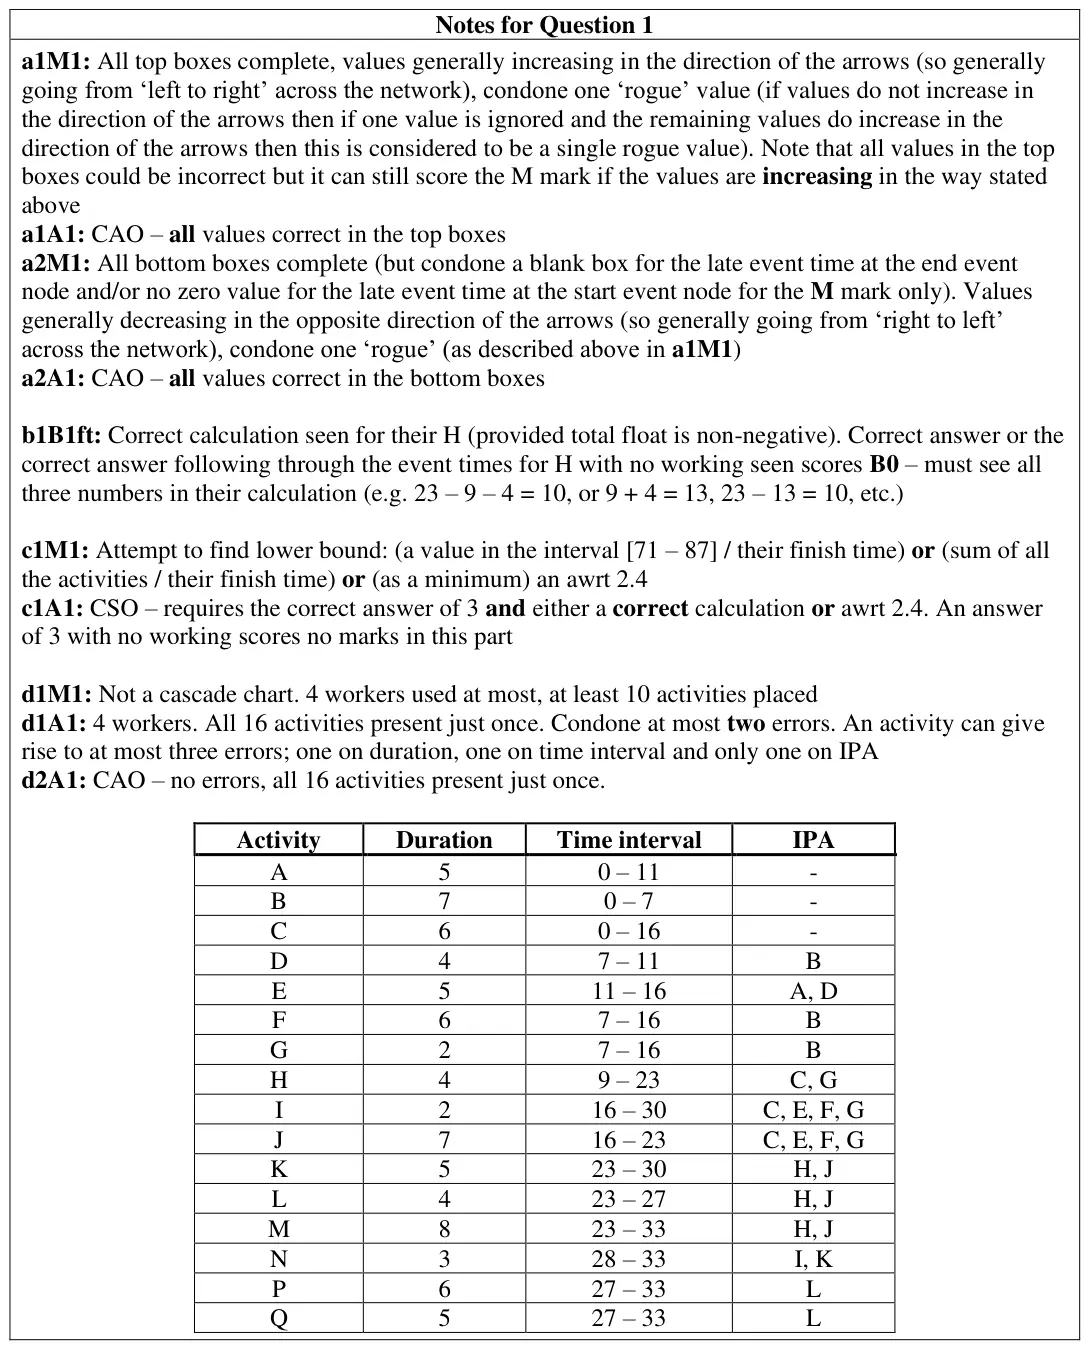 Notes for Question 1
a1M1: All top boxes complete, values generally increasing in the direction of the arrows (so generally
going from ‘left to right’ across the network), condone one ‘rogue’ value (if values do not increase in
the direction of the arrows then if one value is ignored and the remaining values do increase in the
direction of the arrows then this is considered to be a single rogue value). Note that all values in the top
boxes could be incorrect but it can still score the M mark if the values are increasing in the way stated
above
a1A1: CAO – all values correct in the top boxes
a2M1: All bottom boxes complete (but condone a blank box for the late event time at the end event
node and/or no zero value for the late event time at the start event node for the M mark only). Values
generally decreasing in the opposite direction of the arrows (so generally going from ‘right to left’
across the network), condone one ‘rogue’ (as described above in a1M1)
a2A1: CAO – all values correct in the bottom boxes
b1B1ft: Correct calculation seen for their H (provided total float is non-negative). Correct answer or the
correct answer following through the event times for H with no working seen scores B0 – must see all
three numbers in their calculation (e.g. 23 – 9 – 4 = 10, or 9 + 4 = 13, 23 – 13 = 10, etc.)
c1M1: Attempt to find lower bound: (a value in the interval [71 – 87] / their finish time) or (sum of all
the activities / their finish time) or (as a minimum) an awrt 2.4
c1A1: CSO – requires the correct answer of 3 and either a correct calculation or awrt 2.4. An answer
of 3 with no working scores no marks in this part
d1M1: Not a cascade chart. 4 workers used at most, at least 10 activities placed
d1A1: 4 workers. All 16 activities present just once. Condone at most two errors. An activity can give
rise to at most three errors; one on duration, one on time interval and only one on IPA
d2A1: CAO – no errors, all 16 activities present just once.
Activity Duration Time interval IPA
A 5 0 – 11 -
B 7 0 – 7 -
C 6 0 – 16 -
D 4 7 – 11 B
E 5 11 – 16 A, D
F 6 7 – 16 B
G 2 7 – 16 B
H 4 9 – 23 C, G
I 2 16 – 30 C, E, F, G
J 7 16 – 23 C, E, F, G
K 5 23 – 30 H, J
L 4 23 – 27 H, J
M 8 23 – 33 H, J
N 3 28 – 33 I, K
P 6 27 – 33 L
Q 5 27 – 33 L